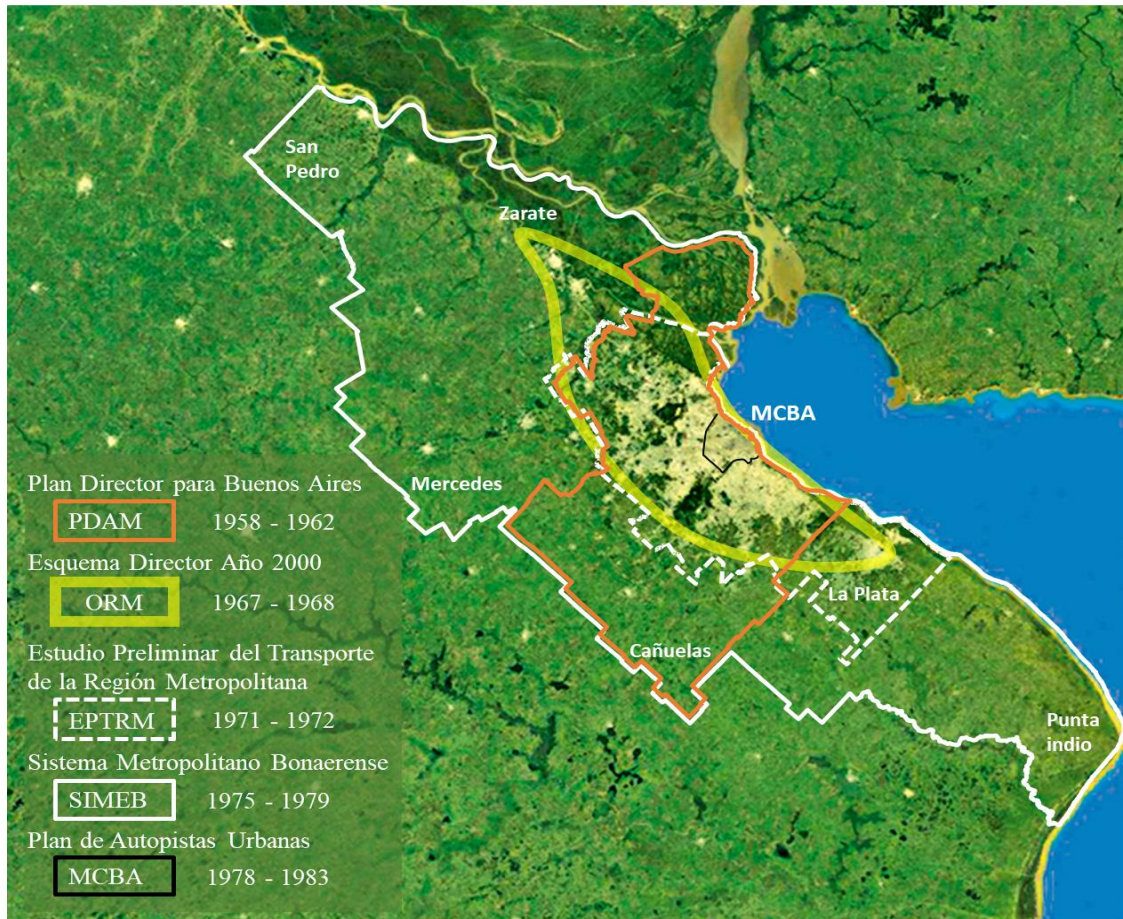 San
Pedro
Zarate
MCBA
Mercedes
La Plata
Cañuelas
Punta
indio
Plan Director para Buenos Aires
PDAM 1958 - 1962
Esquema Director Año 2000
ORM 1967 - 1968
Estudio Preliminar del Transporte
de la Región Metropolitana
EPTRM 1971 - 1972
Sistema Metropolitano Bonaerense
SIMEB 1975 - 1979
Plan de Autopistas Urbanas
MCBA 1978 - 1983